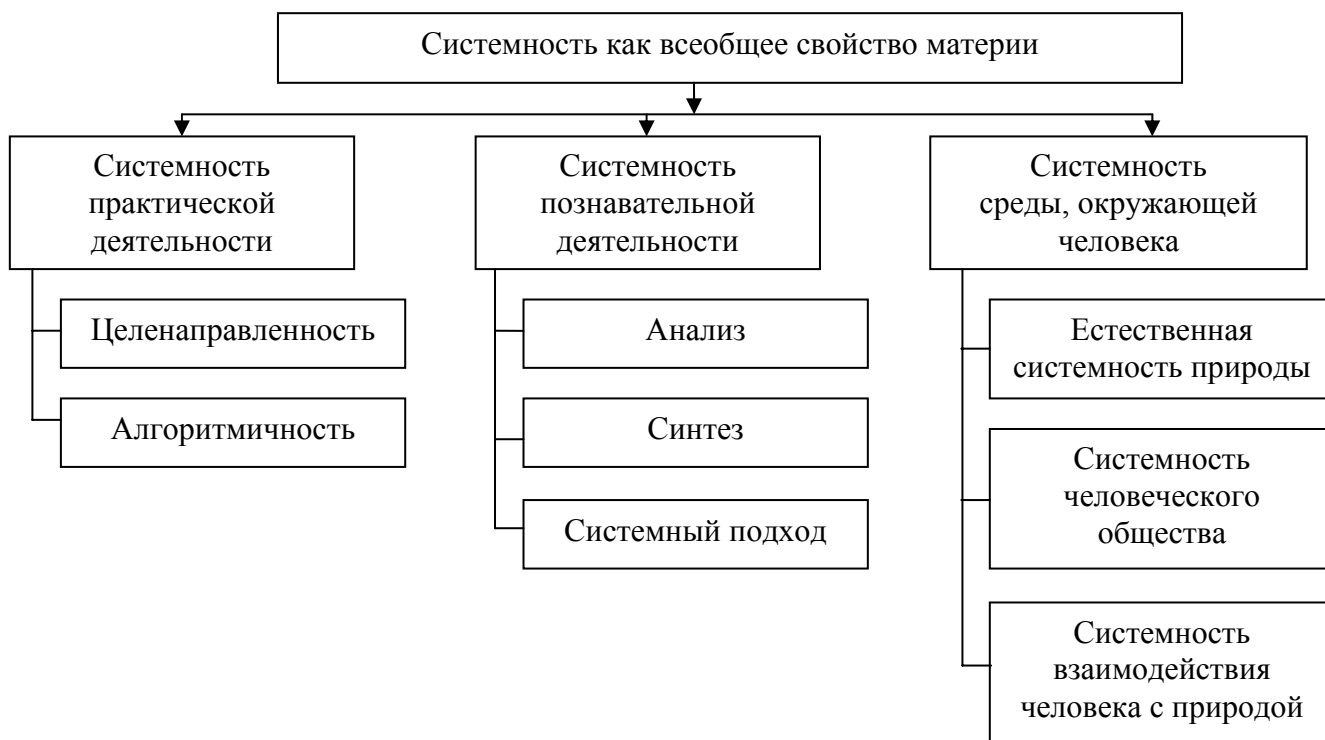 Системность как всеобщее свойство материи
Системность
практической
деятельности
Целенаправленность
Алгоритмичность
Системность
познавательной
деятельности
Анализ
Синтез
Системный подход
Системность
среды, окружающей
человека
Естественная
системность природы
Системность
человеческого
общества
Системность
взаимодействия
человека с природой